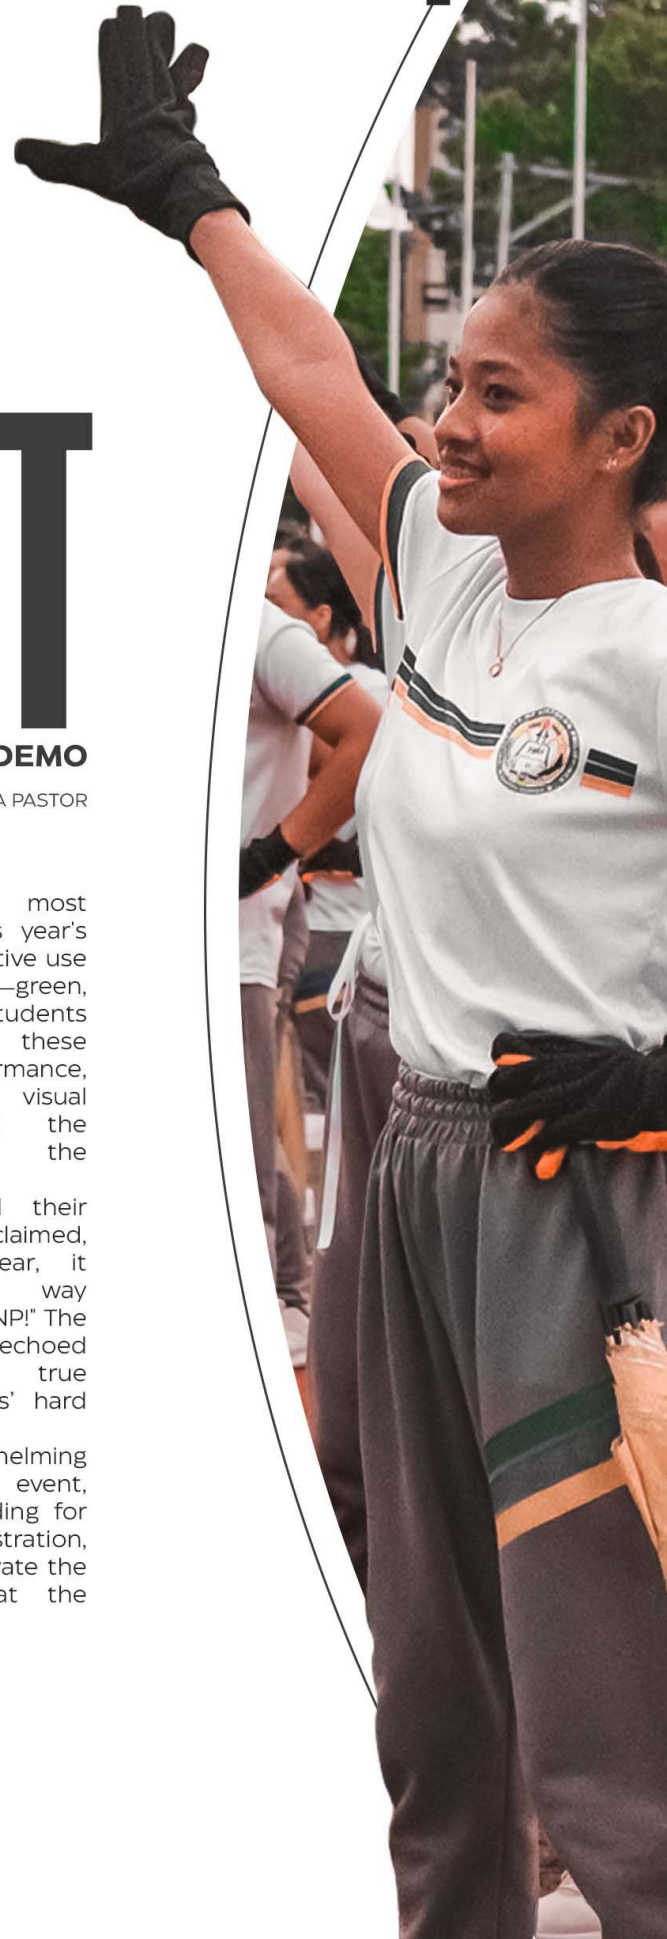 T
DEMO
A PASTOR
most
s year's
tive use
—green,
tudents
these
rmance,
visual
the
the
their
claimed,
ear, it
way
NP!" The
echoed
true
s' hard
helming
event,
ding for
stration,
vate the
at the